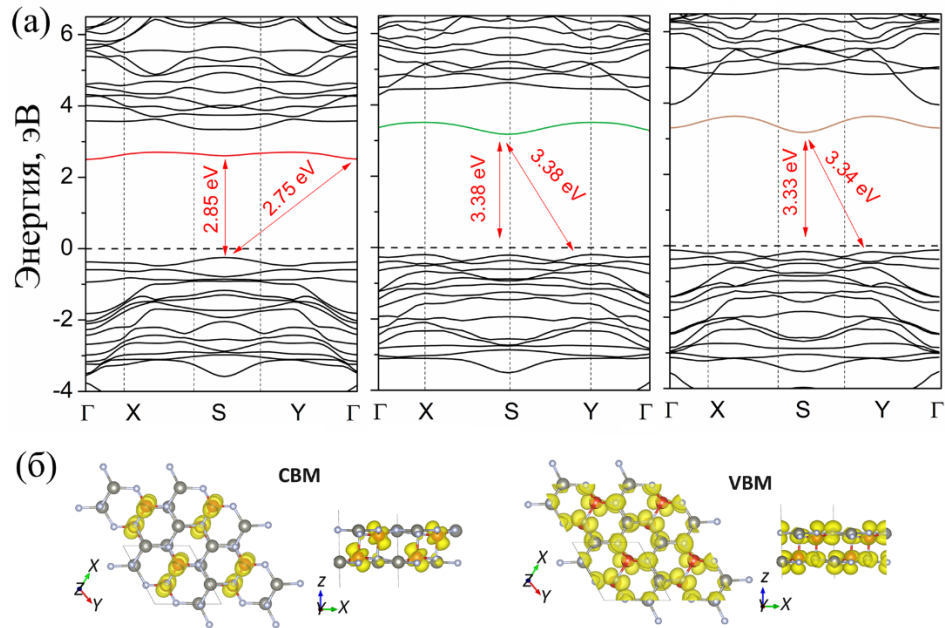 (а)
Энергия, эВ
6
4
2
0
-2
-4
2.85 eV
2.75 eV
3.38 eV
3.38 eV
3.33 eV
3.34 eV
Γ X S Y Γ
Γ X S Y Γ
Γ X S Y Γ
(б)
CBM
VBM
X
Z
Y
z
Y X
X
Z
Y
z
Y X